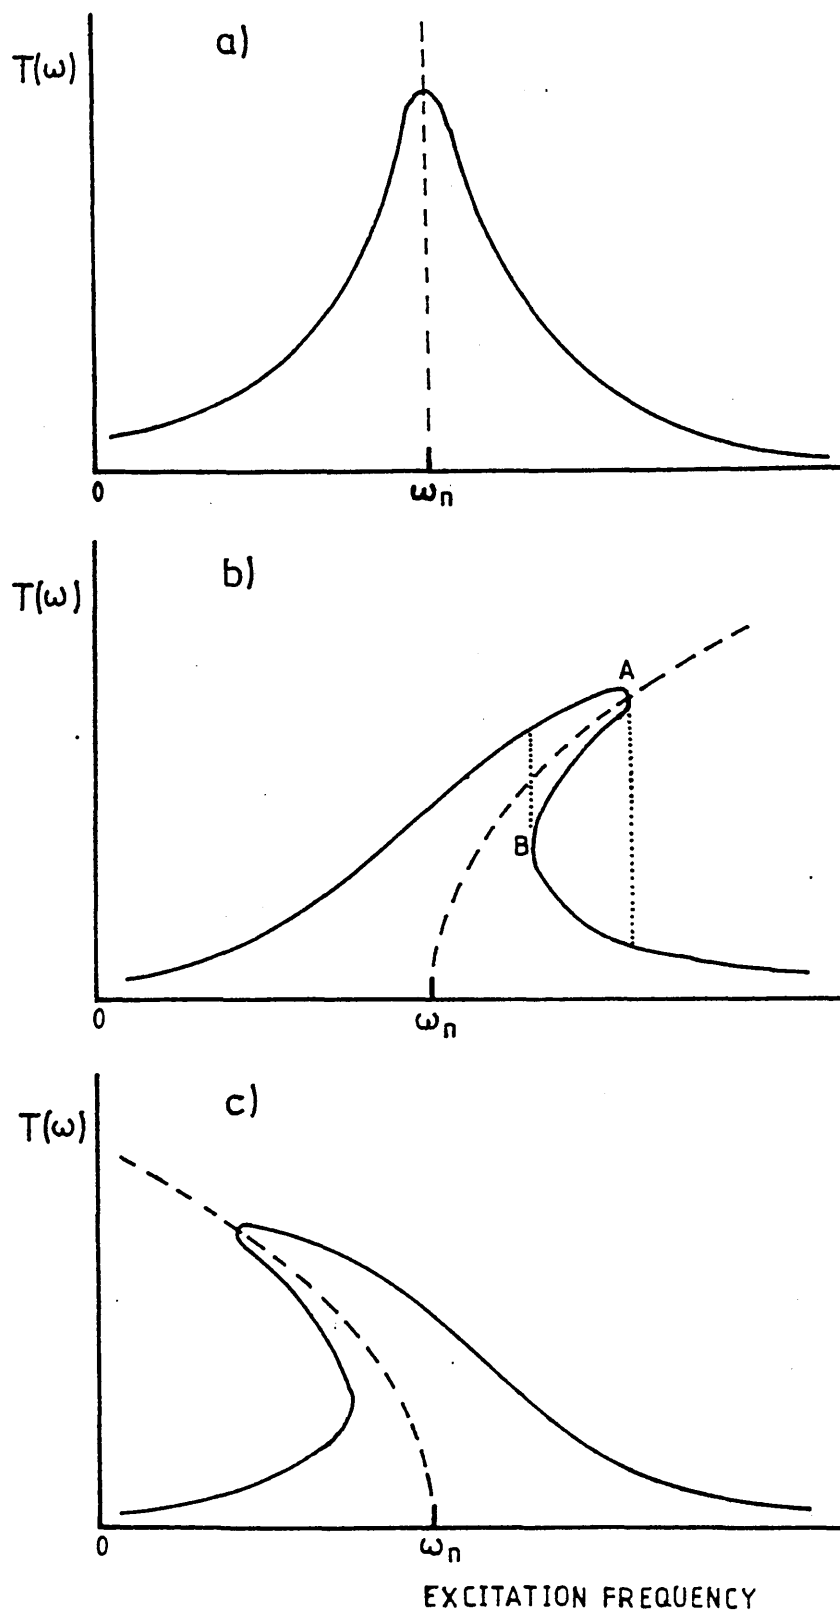 a)
T(ω)
0
ωn
b)
T(ω)
A
B
0
ωn
c)
T(ω)
0
ωn
EXCITATION FREQUENCY